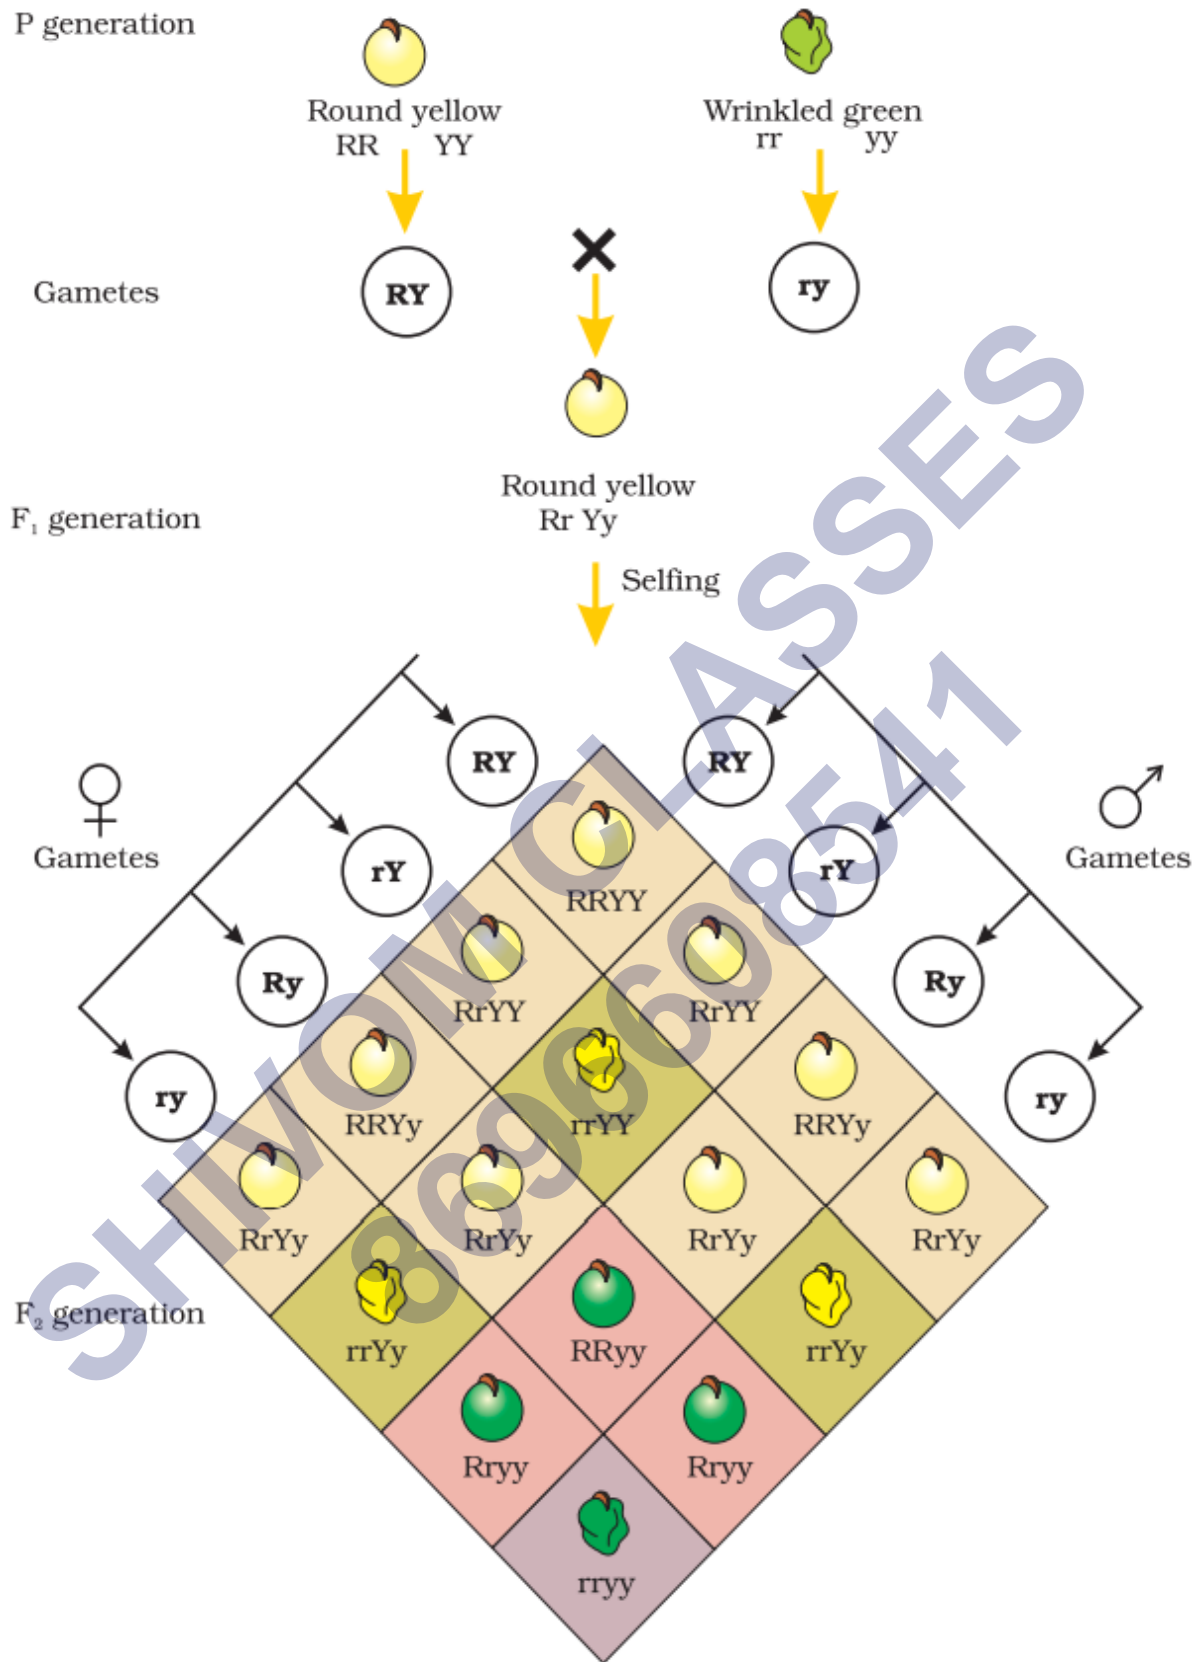 P generation
Round yellow
RR YY
Wrinkled green
rr yy
Gametes
RY
ry
F₁ generation
Round yellow
Rr Yy
Selfing
RY
RY
♀
Gametes
♂
Gametes
rY
rY
Ry
Ry
ry
ry
RRYY
RrYY
RrYY
RRYy
rrYY
RRYy
RrYy
RrYy
RrYy
RrYy
F₂ generation
rrYy
RRyy
rrYy
Rryy
Rryy
rryy
SHIVOM CLASSES
8696608541